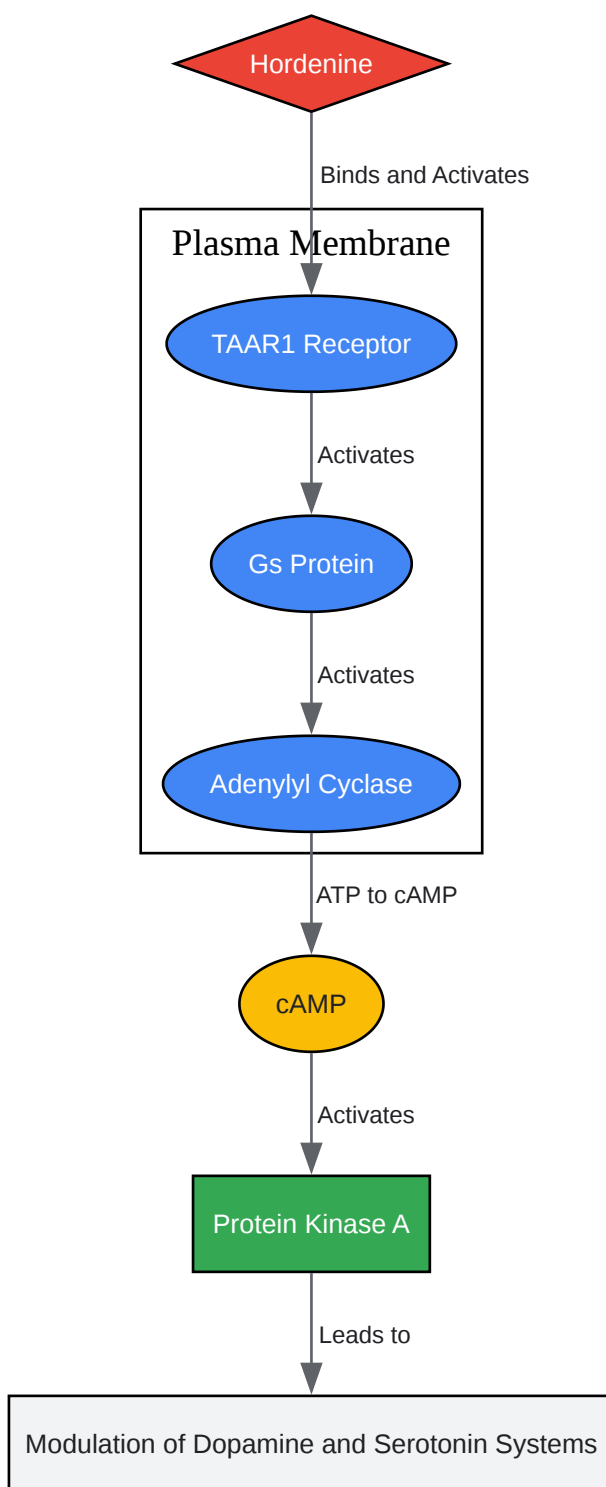 Hordenine
Binds and Activates
Plasma Membrane
TAAR1 Receptor
Activates
Gs Protein
Activates
Adenylyl Cyclase
ATP to cAMP
cAMP
Activates
Protein Kinase A
Leads to
Modulation of Dopamine and Serotonin Systems